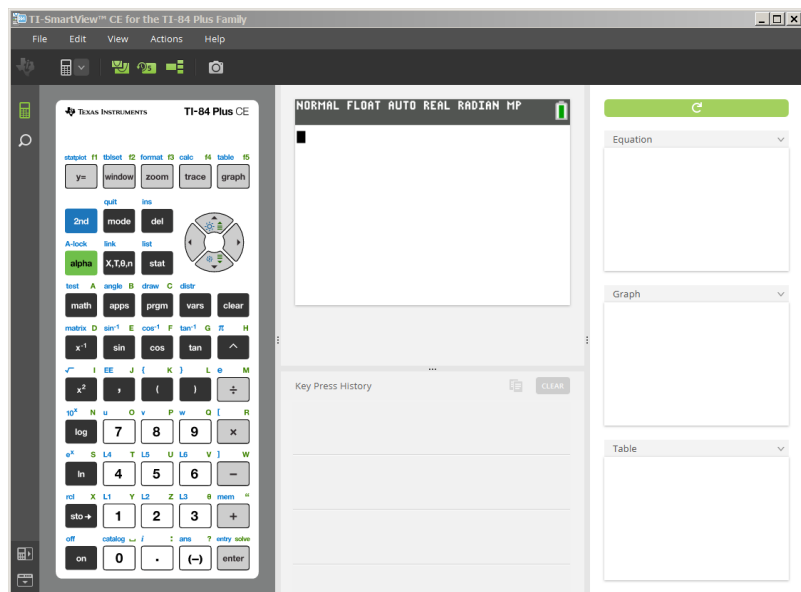 TI-SmartView™ CE for the TI-84 Plus Family
File Edit View Actions Help
TEXAS INSTRUMENTS TI-84 Plus CE
statplot f1 tblset f2 format f3 calc f4 table f5
y= window zoom trace graph
quit ins
2nd mode del
A-lock link list
alpha X,T,θ,n stat
test A angle B draw C distr
math apps prgm vars clear
matrix D sin-1 E cos-1 F tan-1 G π H
x-1 sin cos tan ^
√ I EE J { K } L e M
x² , ( ) ÷
10ˣ N u O v P w Q [ R
log 7 8 9 ×
eˣ S L4 T L5 U L6 V ] W
ln 4 5 6 −
rcl X L1 Y L2 Z L3 θ mem "
sto→ 1 2 3 +
off catalog ⎵ i : ans ? entry solve
on 0 . (–) enter
NORMAL FLOAT AUTO REAL RADIAN MP
Key Press History CLEAR
Equation
Graph
Table